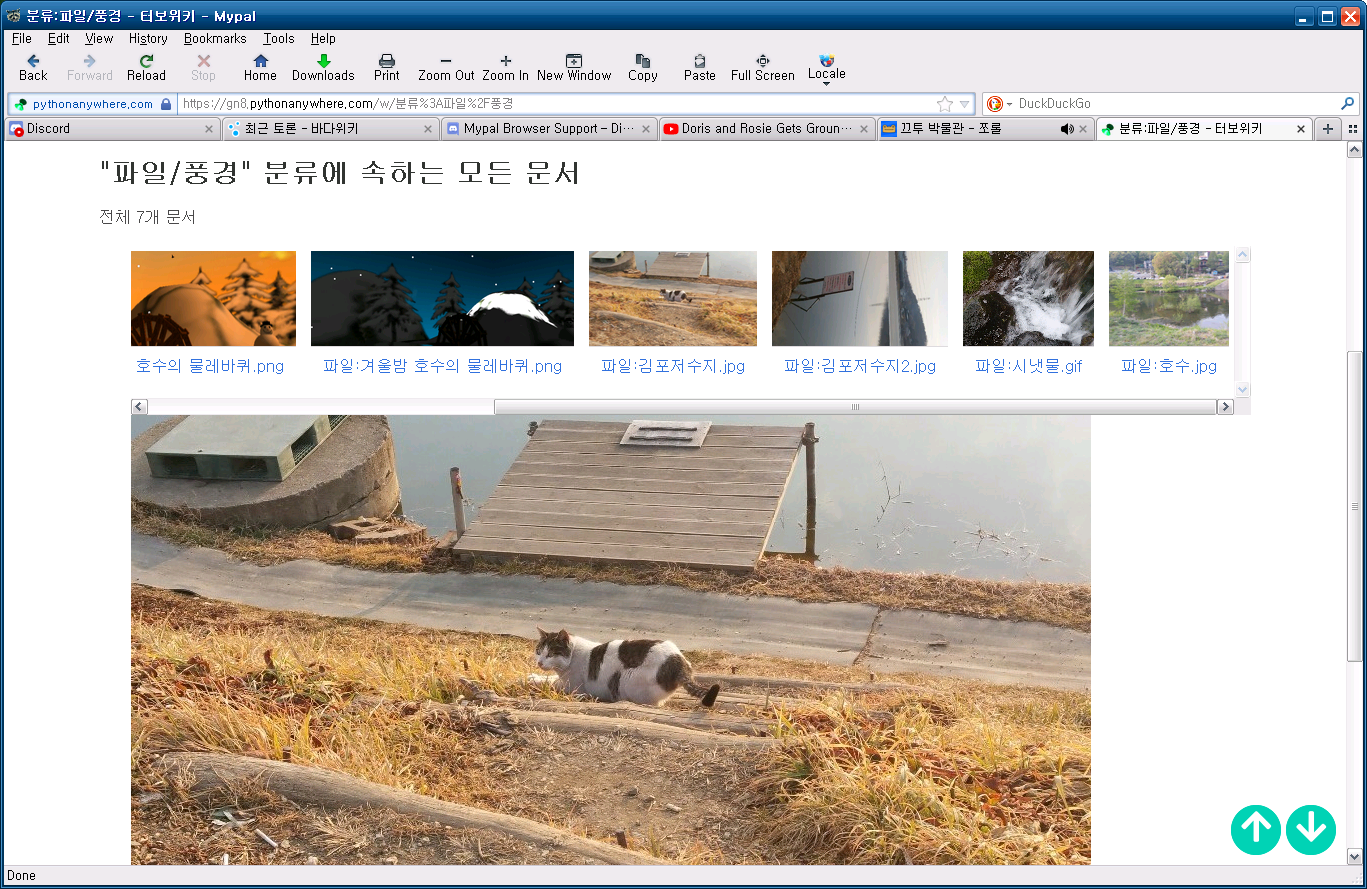 분류:파일/풍경 - 터보위키 - Mypal
File Edit View History Bookmarks Tools Help
Back Forward Reload Stop Home Downloads Print Zoom Out Zoom In New Window Copy Paste Full Screen Locale
pythonanywhere.com https://gn8.pythonanywhere.com/w/분류%3A파일%2F풍경 DuckDuckGo
Discord 최근 토론 - 바다위키 Mypal Browser Support – Di… Doris and Rosie Gets Groun… 끄투 박물관 - 쪼롤 분류:파일/풍경 - 터보위키
"파일/풍경" 분류에 속하는 모든 문서
전체 7개 문서
호수의 물레바퀴.png 파일:겨울밤 호수의 물레바퀴.png 파일:김포저수지.jpg 파일:김포저수지2.jpg 파일:시냇물.gif 파일:호수.jpg
Done